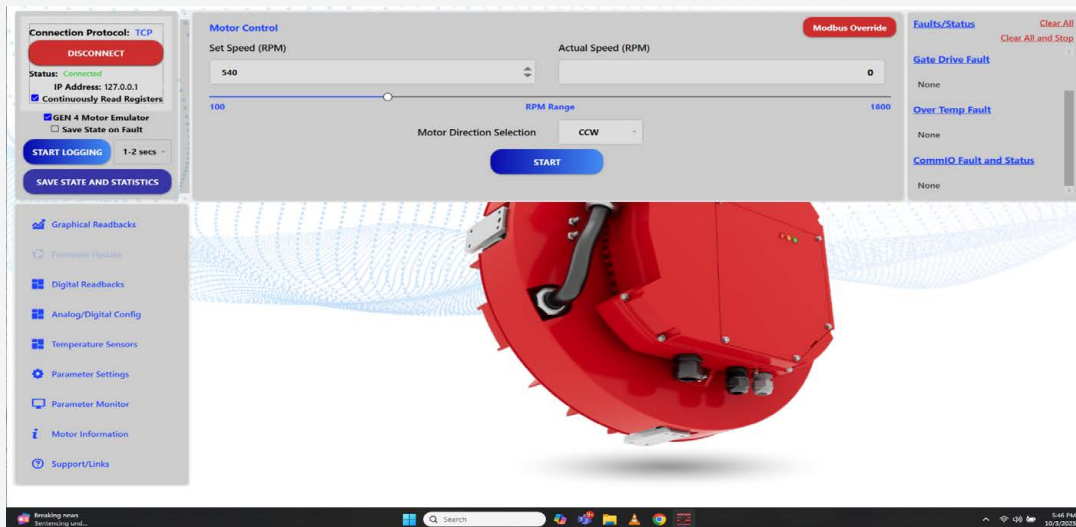 Connection Protocol: TCP
DISCONNECT
Status: Connected
IP Address: 127.0.0.1
Continuously Read Registers
GEN 4 Motor Emulator
Save State on Fault
START LOGGING
1-2 secs
SAVE STATE AND STATISTICS
Motor Control
Modbus Override
Set Speed (RPM)
Actual Speed (RPM)
540
0
100
RPM Range
1800
Motor Direction Selection
CCW
START
Faults/Status
Clear All
Clear All and Stop
Gate Drive Fault
None
Over Temp Fault
None
CommIO Fault and Status
None
Graphical Readbacks
Firmware Update
Digital Readbacks
Analog/Digital Config
Temperature Sensors
Parameter Settings
Parameter Monitor
Motor Information
Support/Links
Breaking news
Sentencing und...
Search
5:46 PM